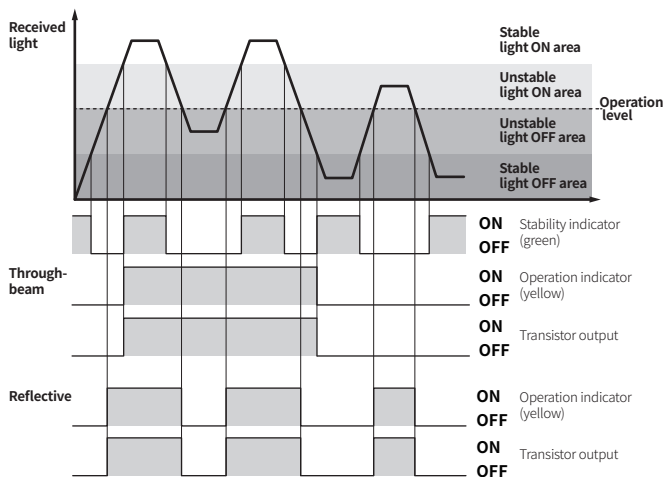 Received
light
Stable
light ON area
Unstable
light ON area
Operation
level
Unstable
light OFF area
Stable
light OFF area
ON
OFF
Stability indicator
(green)
Through-
beam
ON
OFF
Operation indicator
(yellow)
ON
OFF
Transistor output
Reflective
ON
OFF
Operation indicator
(yellow)
ON
OFF
Transistor output